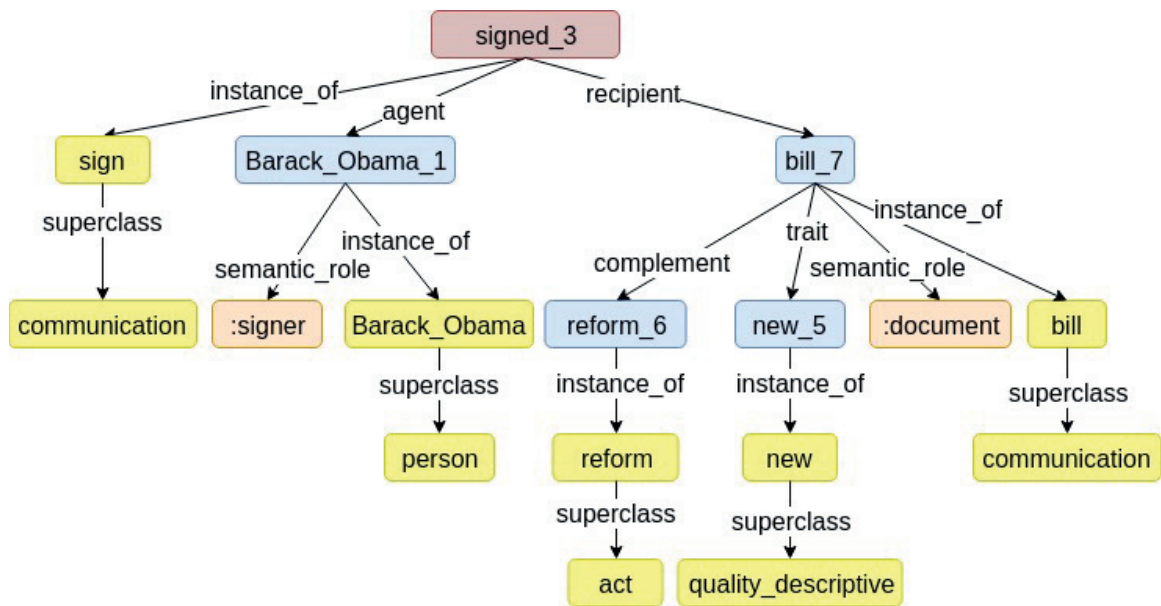 signed_3
instance_of
agent
recipient
sign
Barack_Obama_1
bill_7
superclass
instance_of
semantic_role
complement
trait
semantic_role
instance_of
communication
:signer
Barack_Obama
reform_6
new_5
:document
bill
superclass
instance_of
instance_of
superclass
person
reform
new
communication
superclass
superclass
act
quality_descriptive